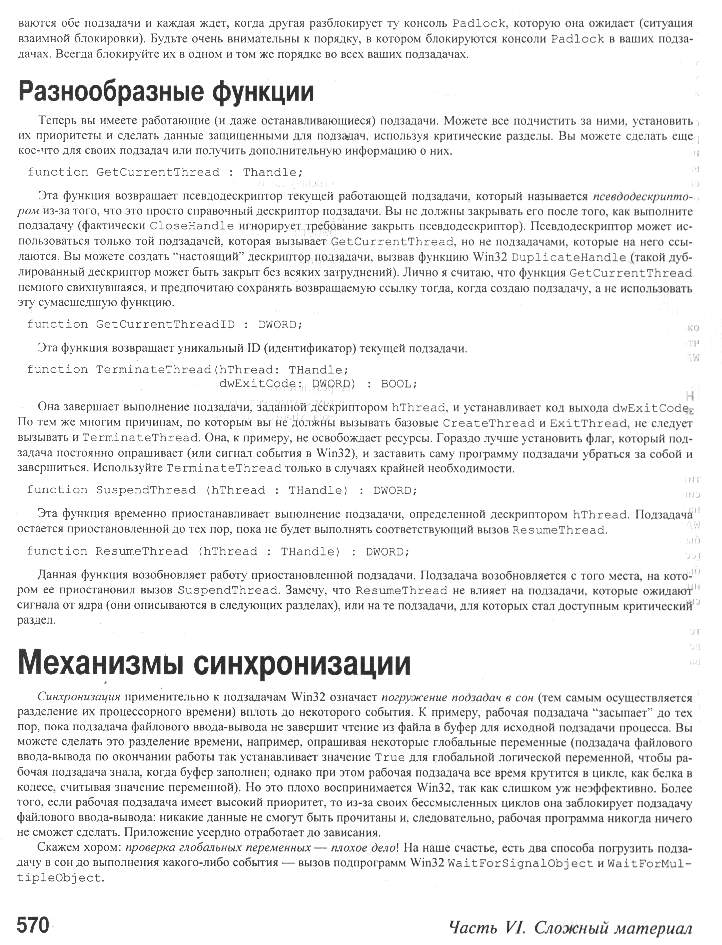 ваются обе подзадачи и каждая ждет, когда другая разблокирует ту консоль Padlock, которую она ожидает (ситуация
взаимной блокировки). Будьте очень внимательны к порядку, в котором блокируются консоли Padlock в ваших подза-
дачах. Всегда блокируйте их в одном и том же порядке во всех ваших подзадачах.
Разнообразные функции
Теперь вы имеете работающие (и даже останавливающиеся) подзадачи. Можете все подчистить за ними, установить
их приоритеты и сделать данные защищенными для подзадач, используя критические разделы. Вы можете сделать еще
кос-что для своих подзадач или получить дополнительную информацию о них.
function GetCurrentThread : Thandle;
Эта функция возвращает псевдодескриптор текущей работающей подзадачи, который называется псевдодескрипто-
ром из-за того, что это просто справочный дескриптор подзадачи. Вы не должны закрывать его после того, как выполните
подзадачу (фактически CloseHandle игнорирует требование закрыть псевдодескриптор). Псевдодескриптор может ис-
пользоваться только той подзадачей, которая вызывает GetCurrentThread, но не подзадачами, которые на него ссы-
лаются. Вы можете создать “настоящий” дескриптор подзадачи, вызвав функцию Win32 DuplicateHandle (такой дуб-
лированный дескриптор может быть закрыт без всяких затруднений). Лично я считаю, что функция GetCurrentThread
немного свихнувшаяся, и предпочитаю сохранять возвращаемую ссылку тогда, когда создаю подзадачу, а не использовать
эту сумасшедшую функцию.
function GetCurrentThreadID : DWORD;
Эта функция возвращает уникальный ID (идентификатор) текущей подзадачи.
function TerminateThread(hThread: THandle;
dwExitCode: DWORD) : BOOL;
Она завершает выполнение подзадачи, заданной дескриптором hThread, и устанавливает код выхода dwExitCode.
По тем же многим причинам, по которым вы не должны вызывать базовые CreateThread и ExitThread, не следует
вызывать и TerminateThread. Она, к примеру, не освобождает ресурсы. Гораздо лучше установить флаг, который под-
задача постоянно опрашивает (или сигнал события в Win32), и заставить саму программу подзадачи убраться за собой и
завершиться. Используйте TerminateThread только в случаях крайней необходимости.
function SuspendThread (hThread : THandle) : DWORD;
Эта функция временно приостанавливает выполнение подзадачи, определенной дескриптором hThread. Подзадача
остается приостановленной до тех пор, пока не будет выполнять соответствующий вызов ResumeThread.
function ResumeThread (hThread : THandle) : DWORD;
Данная функция возобновляет работу приостановленной подзадачи. Подзадача возобновляется с того места, на кото-
ром ее приостановил вызов SuspendThread. Замечу, что ResumeThread не влияет на подзадачи, которые ожидают
сигнала от ядра (они описываются в следующих разделах), или на те подзадачи, для которых стал доступным критический
раздел.
Механизмы синхронизации
Синхронизация применительно к подзадачам Win32 означает погружение подзадач в сон (тем самым осуществляется
разделение их процессорного времени) вплоть до некоторого события. К примеру, рабочая подзадача “засыпает” до тех
пор, пока подзадача файлового ввода-вывода не завершит чтение из файла в буфер для исходной подзадачи процесса. Вы
можете сделать это разделение времени, например, опрашивая некоторые глобальные переменные (подзадача файлового
ввода-вывода по окончании работы так устанавливает значение True для глобальной логической переменной, чтобы ра-
бочая подзадача знала, когда буфер заполнен; однако при этом рабочая подзадача все время крутится в цикле, как белка в
колесе, считывая значение переменной). Но это плохо воспринимается Win32, так как слишком уж неэффективно. Более
того, если рабочая подзадача имеет высокий приоритет, то из-за своих бессмысленных циклов она заблокирует подзадачу
файлового ввода-вывода: никакие данные не смогут быть прочитаны и, следовательно, рабочая программа никогда ничего
не сможет сделать. Приложение усердно отработает до зависания.
Скажем хором: проверка глобальных переменных — плохое дело! На наше счастье, есть два способа погрузить подза-
дачу в сон до выполнения какого-либо события — вызов подпрограмм Win32 WaitForSignalObject и WaitForMul-
tipleObject.
570
Часть VI. Сложный материал